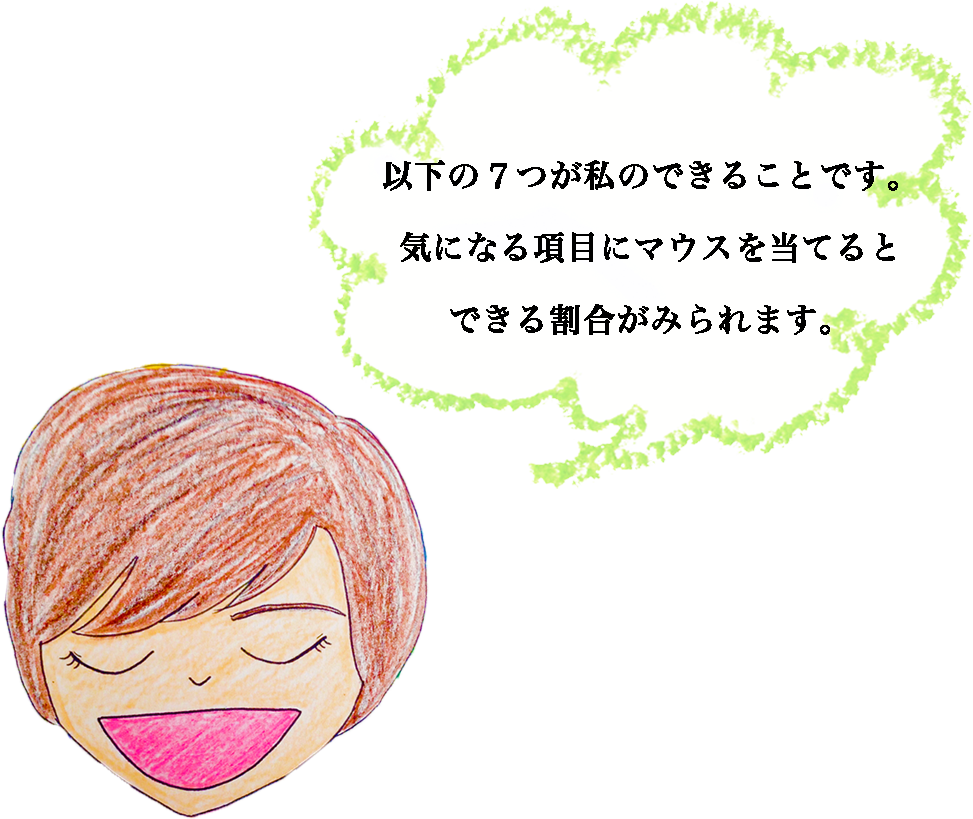 以下の７つが私のできることです。
気になる項目にマウスを当てると
できる割合がみられます。